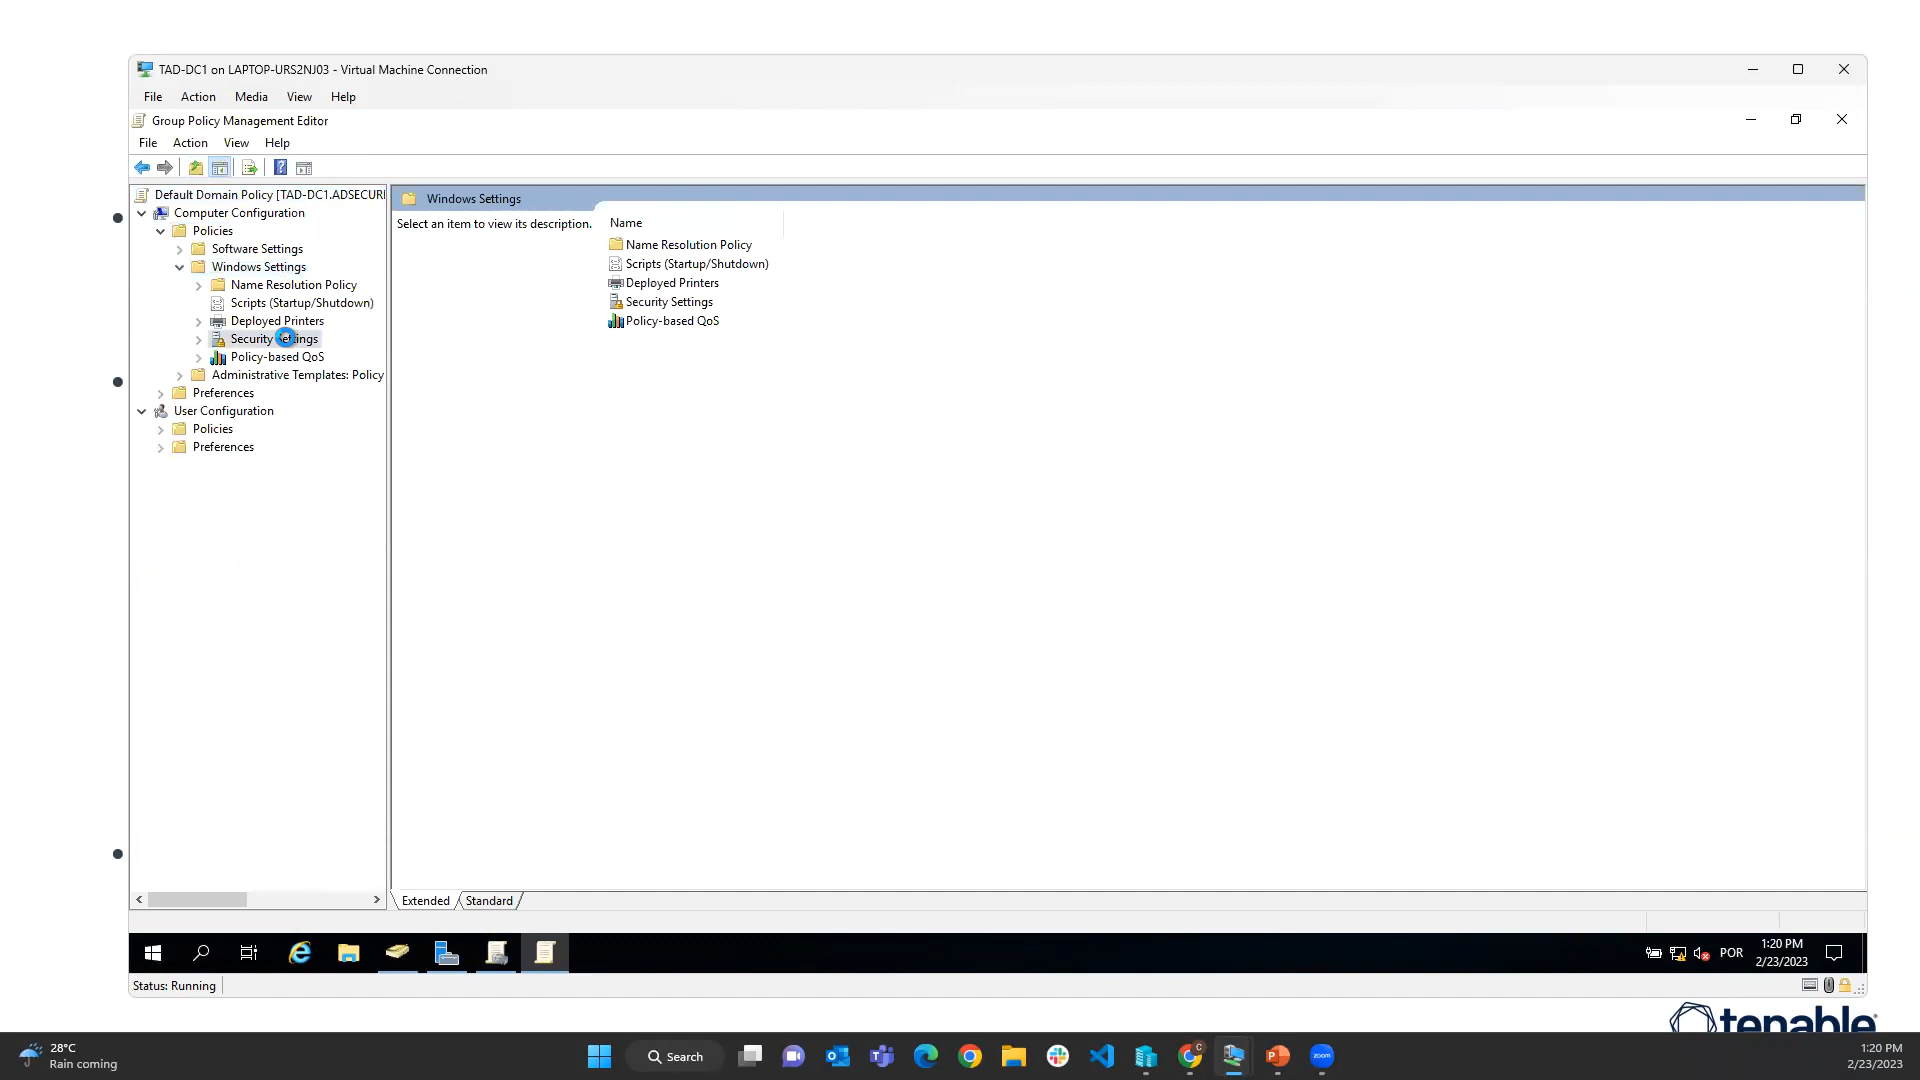 TAD-DC1 on LAPTOP-URS2NJ03 - Virtual Machine Connection
File Action Media View Help
Group Policy Management Editor
File Action View Help
Default Domain Policy [TAD-DC1.ADSECURI
Computer Configuration
Policies
Software Settings
Windows Settings
Name Resolution Policy
Scripts (Startup/Shutdown)
Deployed Printers
Security Settings
Policy-based QoS
Administrative Templates: Policy
Preferences
User Configuration
Policies
Preferences
Windows Settings
Select an item to view its description.
Name
Name Resolution Policy
Scripts (Startup/Shutdown)
Deployed Printers
Security Settings
Policy-based QoS
Extended Standard
POR
1:20 PM
2/23/2023
Status: Running
tenable
28°C
Rain coming
Search
zoom
1:20 PM
2/23/2023